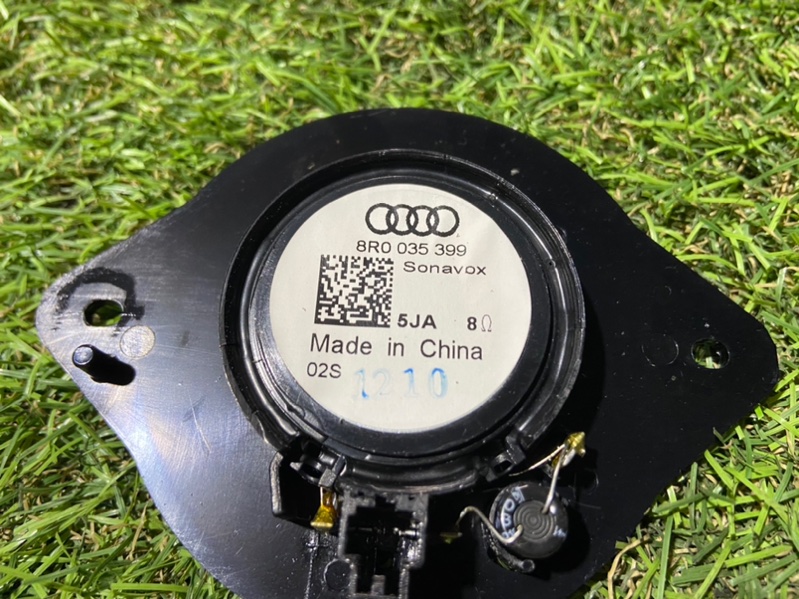 8R0 035 399
Sonavox
5JA 8Ω
Made in China
02S 1210